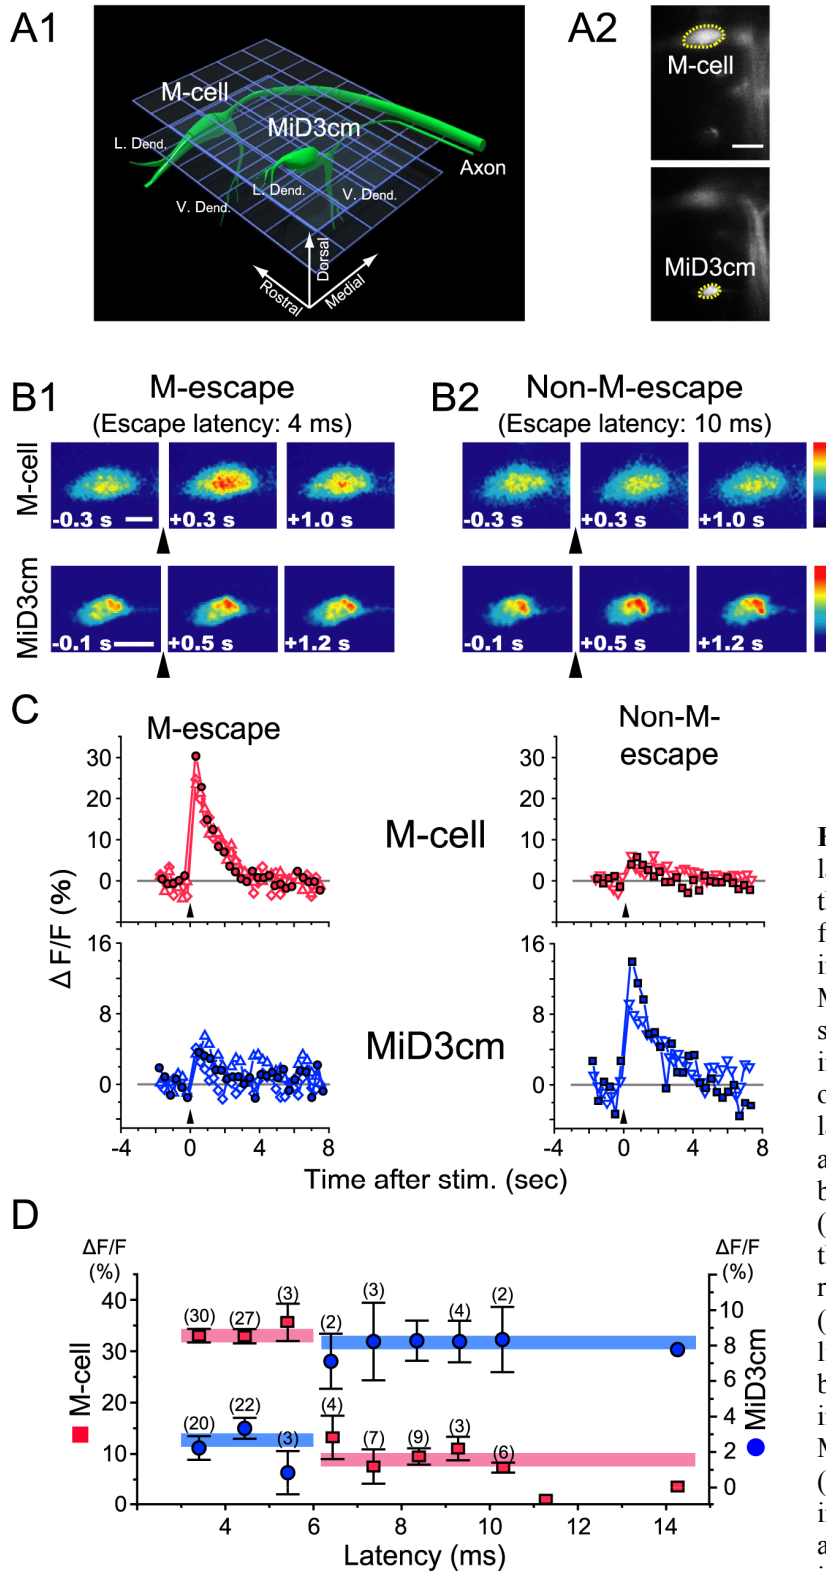 A1
A2
M-cell
MiD3cm
L. Dend.
V. Dend.
L. Dend.
V. Dend.
Axon
Dorsal
Rostral
Medial
M-cell
MiD3cm
B1
M-escape
(Escape latency: 4 ms)
B2
Non-M-escape
(Escape latency: 10 ms)
M-cell
-0.3 s
+0.3 s
+1.0 s
-0.3 s
+0.3 s
+1.0 s
MiD3cm
-0.1 s
+0.5 s
+1.2 s
-0.1 s
+0.5 s
+1.2 s
C
M-escape
Non-M-
escape
30
20
10
0
M-cell
30
20
10
0
Δ F/F (%)
16
8
0
MiD3cm
16
8
0
-4 0 4 8
-4 0 4 8
Time after stim. (sec)
D
ΔF/F
(%)
ΔF/F
(%)
40
30
20
10
0
M-cell
10
8
6
4
2
0
MiD3cm
(30)
(27)
(3)
(2)
(3)
(4)
(2)
(20)
(22)
(3)
(4)
(7)
(9)
(3)
(6)
4 6 8 10 12 14
Latency (ms)